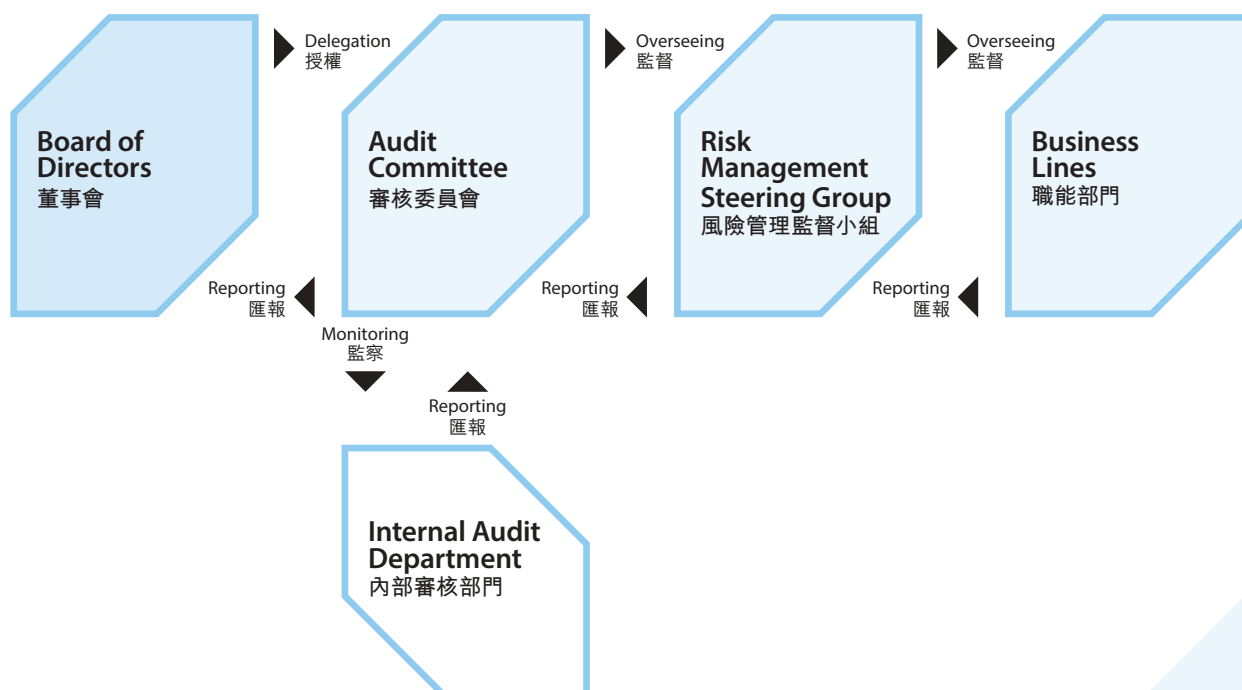 Delegation
授權
Overseeing
監督
Overseeing
監督
Board of
Directors
董事會
Audit
Committee
審核委員會
Risk
Management
Steering Group
風險管理監督小組
Business
Lines
職能部門
Reporting
匯報
Reporting
匯報
Reporting
匯報
Monitoring
監察
Reporting
匯報
Internal Audit
Department
內部審核部門